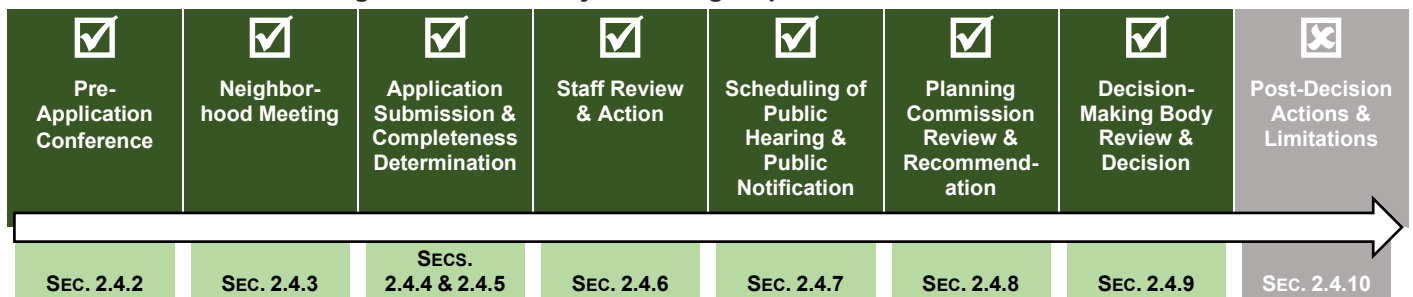 Pre-
Application
Conference
Neighbor-
hood Meeting
Application
Submission &
Completeness
Determination
Staff Review
& Action
Scheduling of
Public
Hearing &
Public
Notification
Planning
Commission
Review &
Recommend-
ation
Decision-
Making Body
Review &
Decision
Post-Decision
Actions &
Limitations
SEC. 2.4.2
SEC. 2.4.3
SECS.
2.4.4 & 2.4.5
SEC. 2.4.6
SEC. 2.4.7
SEC. 2.4.8
SEC. 2.4.9
SEC. 2.4.10